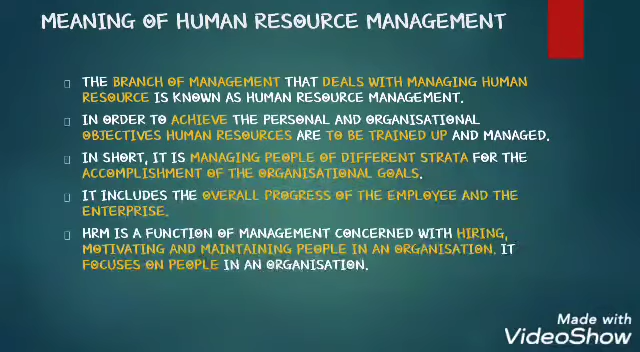 MEANING OF HUMAN RESOURCE MANAGEMENT
THE BRANCH OF MANAGEMENT THAT DEALS WITH MANAGING HUMAN
RESOURCE IS KNOWN AS HUMAN RESOURCE MANAGEMENT.
IN ORDER TO ACHIEVE THE PERSONAL AND ORGANISATIONAL
OBJECTIVES HUMAN RESOURCES ARE TO BE TRAINED UP AND MANAGED.
IN SHORT, IT IS MANAGING PEOPLE OF DIFFERENT STRATA FOR THE
ACCOMPLISHMENT OF THE ORGANISATIONAL GOALS.
IT INCLUDES THE OVERALL PROGRESS OF THE EMPLOYEE AND THE
ENTERPRISE.
HRM IS A FUNCTION OF MANAGEMENT CONCERNED WITH HIRING,
MOTIVATING AND MAINTAINING PEOPLE IN AN ORGANISATION. IT
FOCUSES ON PEOPLE IN AN ORGANISATION.
Made with
VideoShow